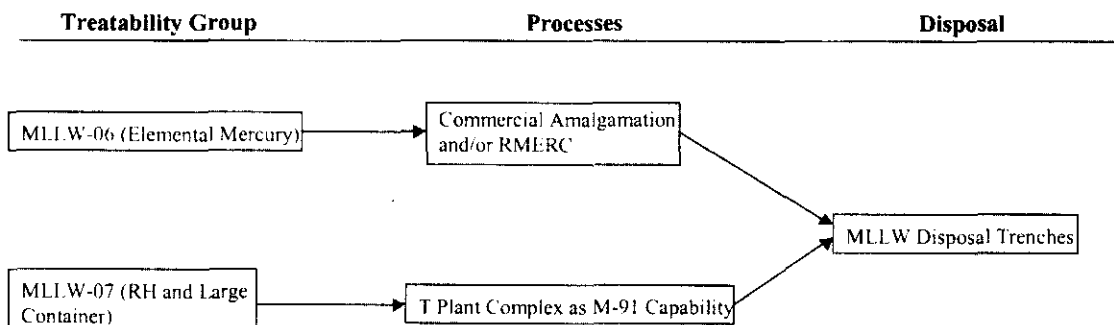 Treatability Group Processes Disposal
MLLW-06 (Elemental Mercury)
Commercial Amalgamation
and/or RMERC
MLLW Disposal Trenches
MLLW-07 (RH and Large
Container)
T Plant Complex as M-91 Capability